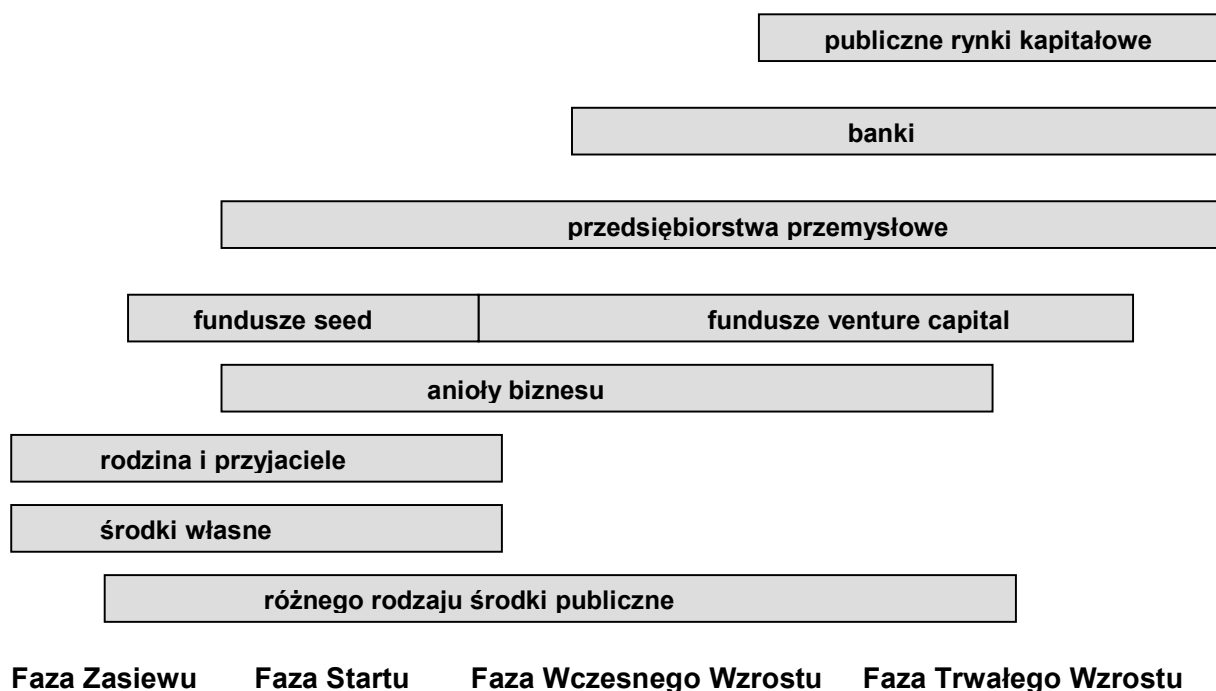 publiczne rynki kapitałowe
banki
przedsiębiorstwa przemysłowe
fundusze seed
fundusze venture capital
anioły biznesu
rodzina i przyjaciele
środki własne
różnego rodzaju środki publiczne
Faza Zasiewu Faza Startu Faza Wczesnego Wzrostu Faza Trwałego Wzrostu